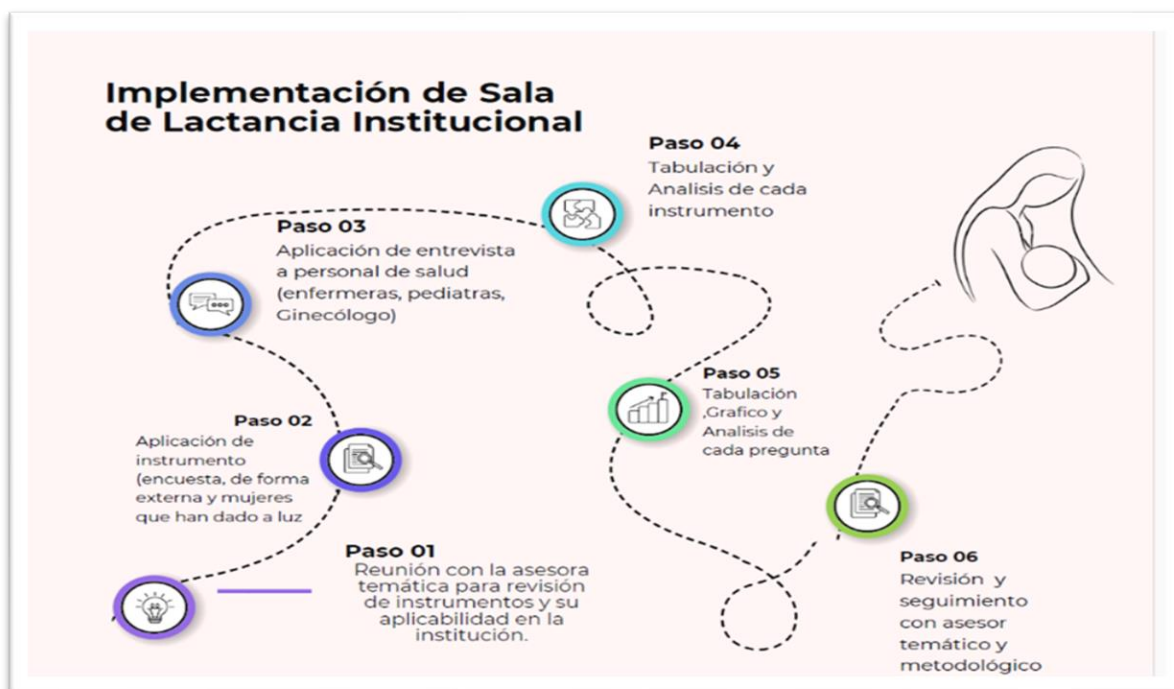 Implementación de Sala
de Lactancia Institucional
Paso 01
Reunión con la asesora
temática para revisión
de instrumentos y su
aplicabilidad en la
institución.
Paso 02
Aplicación de
instrumento
(encuesta, de forma
externa y mujeres
que han dado a luz
Paso 03
Aplicación de entrevista
a personal de salud
(enfermeras, pediatras,
Ginecólogo)
Paso 04
Tabulación y
Analisis de cada
instrumento
Paso 05
Tabulación
,Grafico y
Analisis de
cada pregunta
Paso 06
Revisión y
seguimiento
con asesor
temático y
metodológico